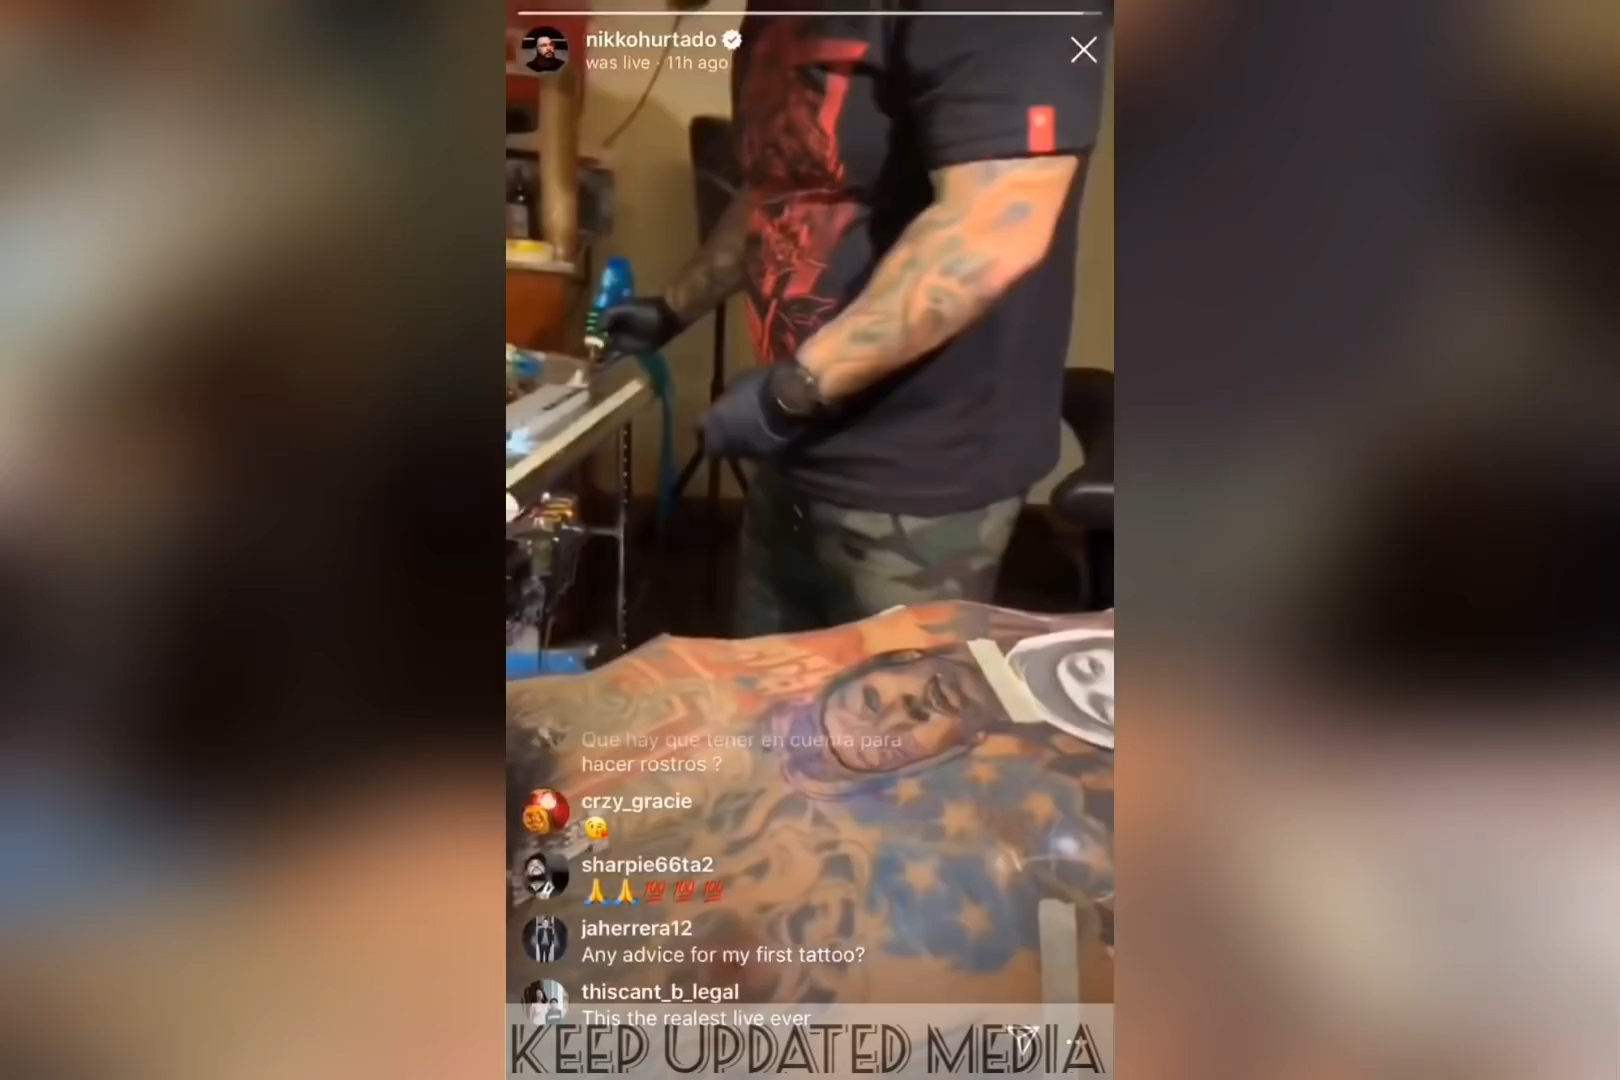 nikkohurtado
was live · 11h ago
Que hay que tener en cuenta para
hacer rostros ?
crzy_gracie
😘
sharpie66ta2
🙏🙏💯💯💯
jaherrera12
Any advice for my first tattoo?
thiscant_b_legal
This the realest live ever
KEEP UPDATED MEDIA